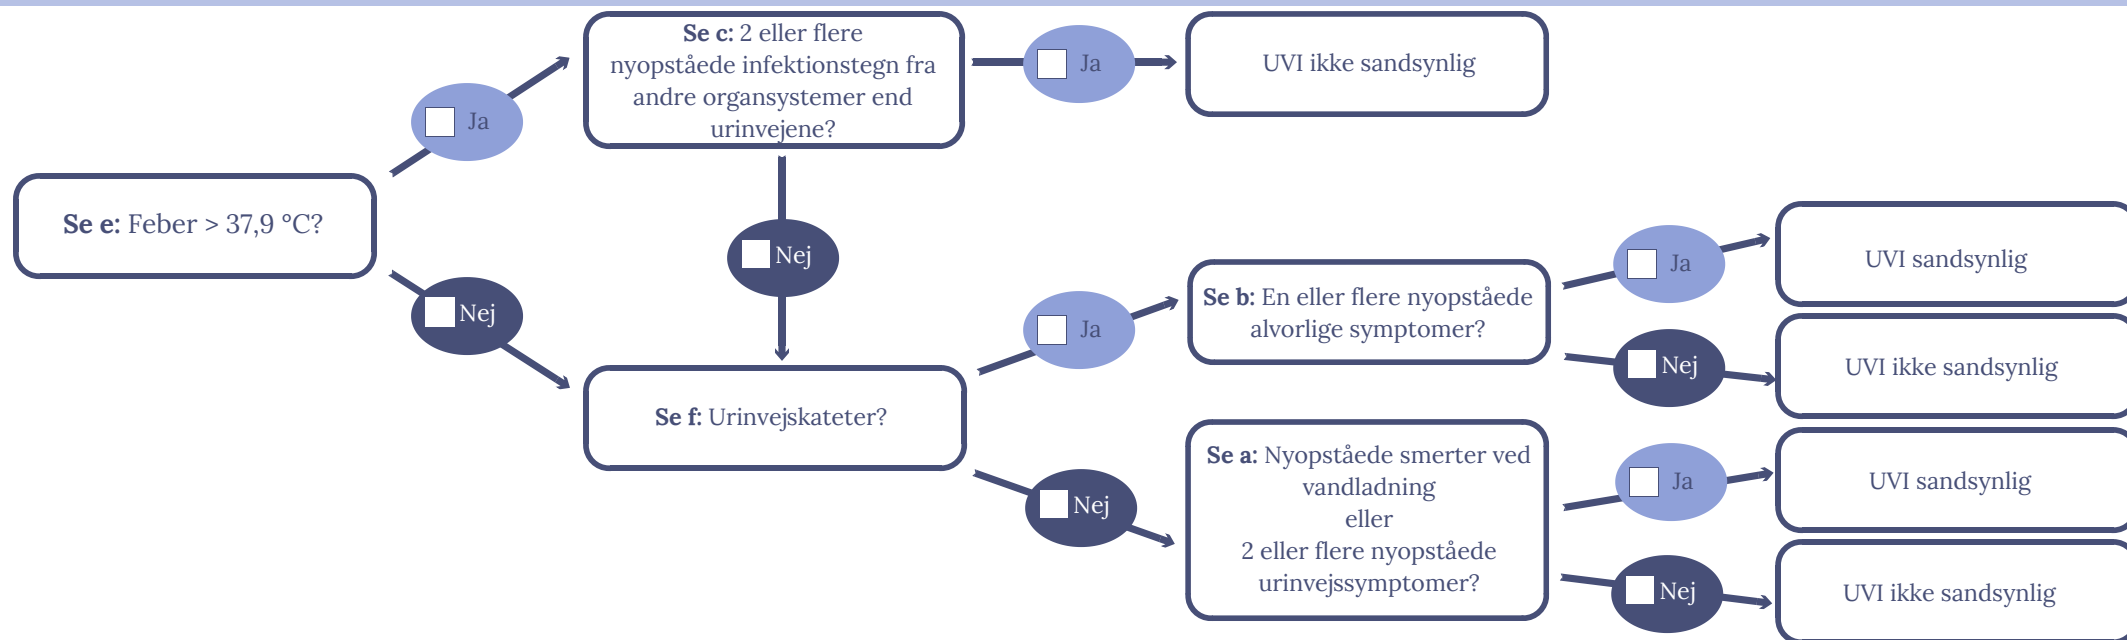 Se e: Feber > 37,9 °C?
Ja
Nej
Se c: 2 eller flere
nyopståede infektionstegn fra
andre organsystemer end
urinvejene?
Ja
UVI ikke sandsynlig
Nej
Se f: Urinvejskateter?
Ja
Se b: En eller flere nyopståede
alvorlige symptomer?
Ja
UVI sandsynlig
Nej
UVI ikke sandsynlig
Nej
Se a: Nyopståede smerter ved
vandladning
eller
2 eller flere nyopståede
urinvejssymptomer?
Ja
UVI sandsynlig
Nej
UVI ikke sandsynlig